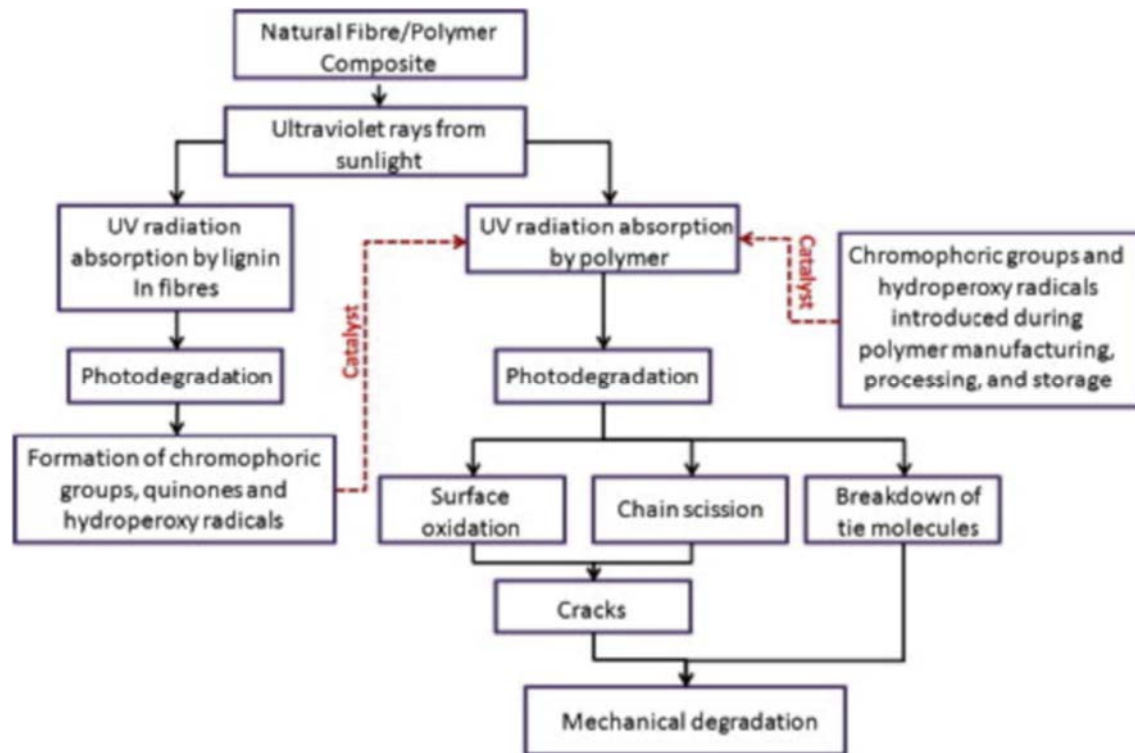 Natural Fibre/Polymer
Composite
Ultraviolet rays from
sunlight
UV radiation
absorption by lignin
In fibres
UV radiation absorption
by polymer
Catalyst
Catalyst
Chromophoric groups and
hydroperoxy radicals
introduced during
polymer manufacturing,
processing, and storage
Photodegradation
Photodegradation
Formation of chromophoric
groups, quinones and
hydroperoxy radicals
Surface
oxidation
Chain scission
Breakdown of
tie molecules
Cracks
Mechanical degradation